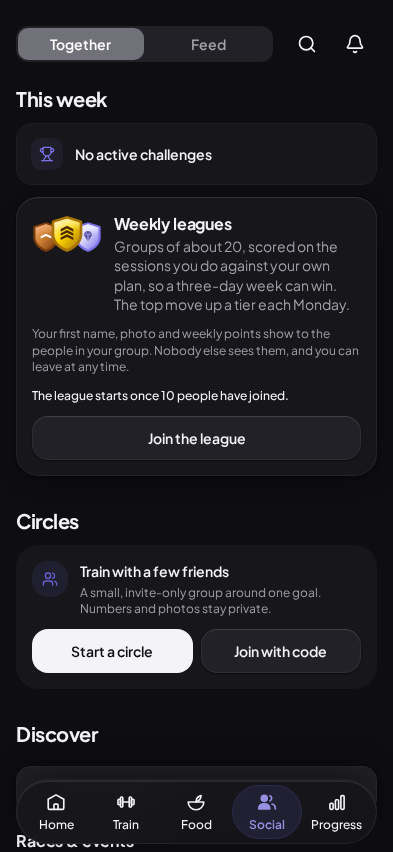 Together
Feed
This week
No active challenges
Weekly leagues
Groups of about 20, scored on the
sessions you do against your own
plan, so a three-day week can win.
The top move up a tier each Monday.
Your first name, photo and weekly points show to the
people in your group. Nobody else sees them, and you can
leave at any time.
The league starts once 10 people have joined.
Join the league
Circles
Train with a few friends
A small, invite-only group around one goal.
Numbers and photos stay private.
Start a circle
Join with code
Discover
Home
Train
Food
Social
Progress
Races & events